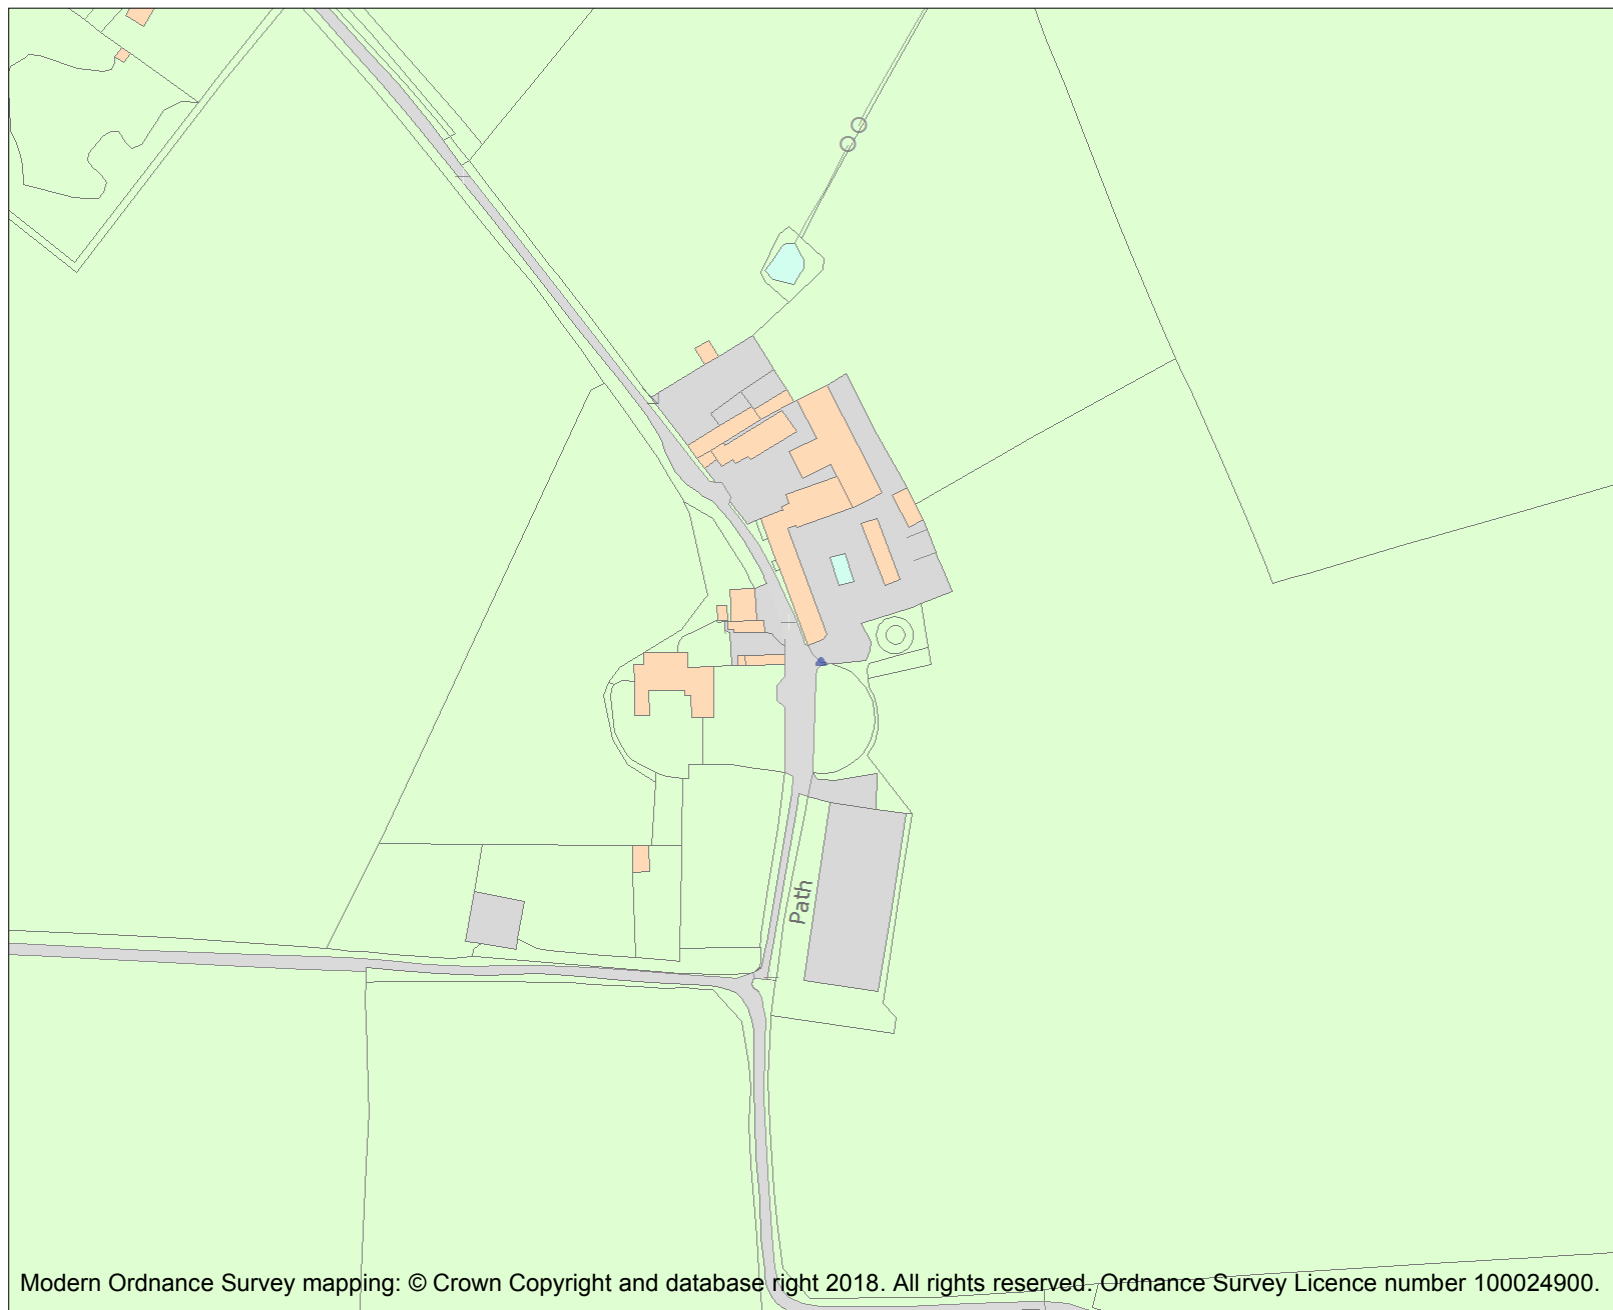 Path
Modern Ordnance Survey mapping: © Crown Copyright and database right 2018. All rights reserved. Ordnance Survey Licence number 100024900.